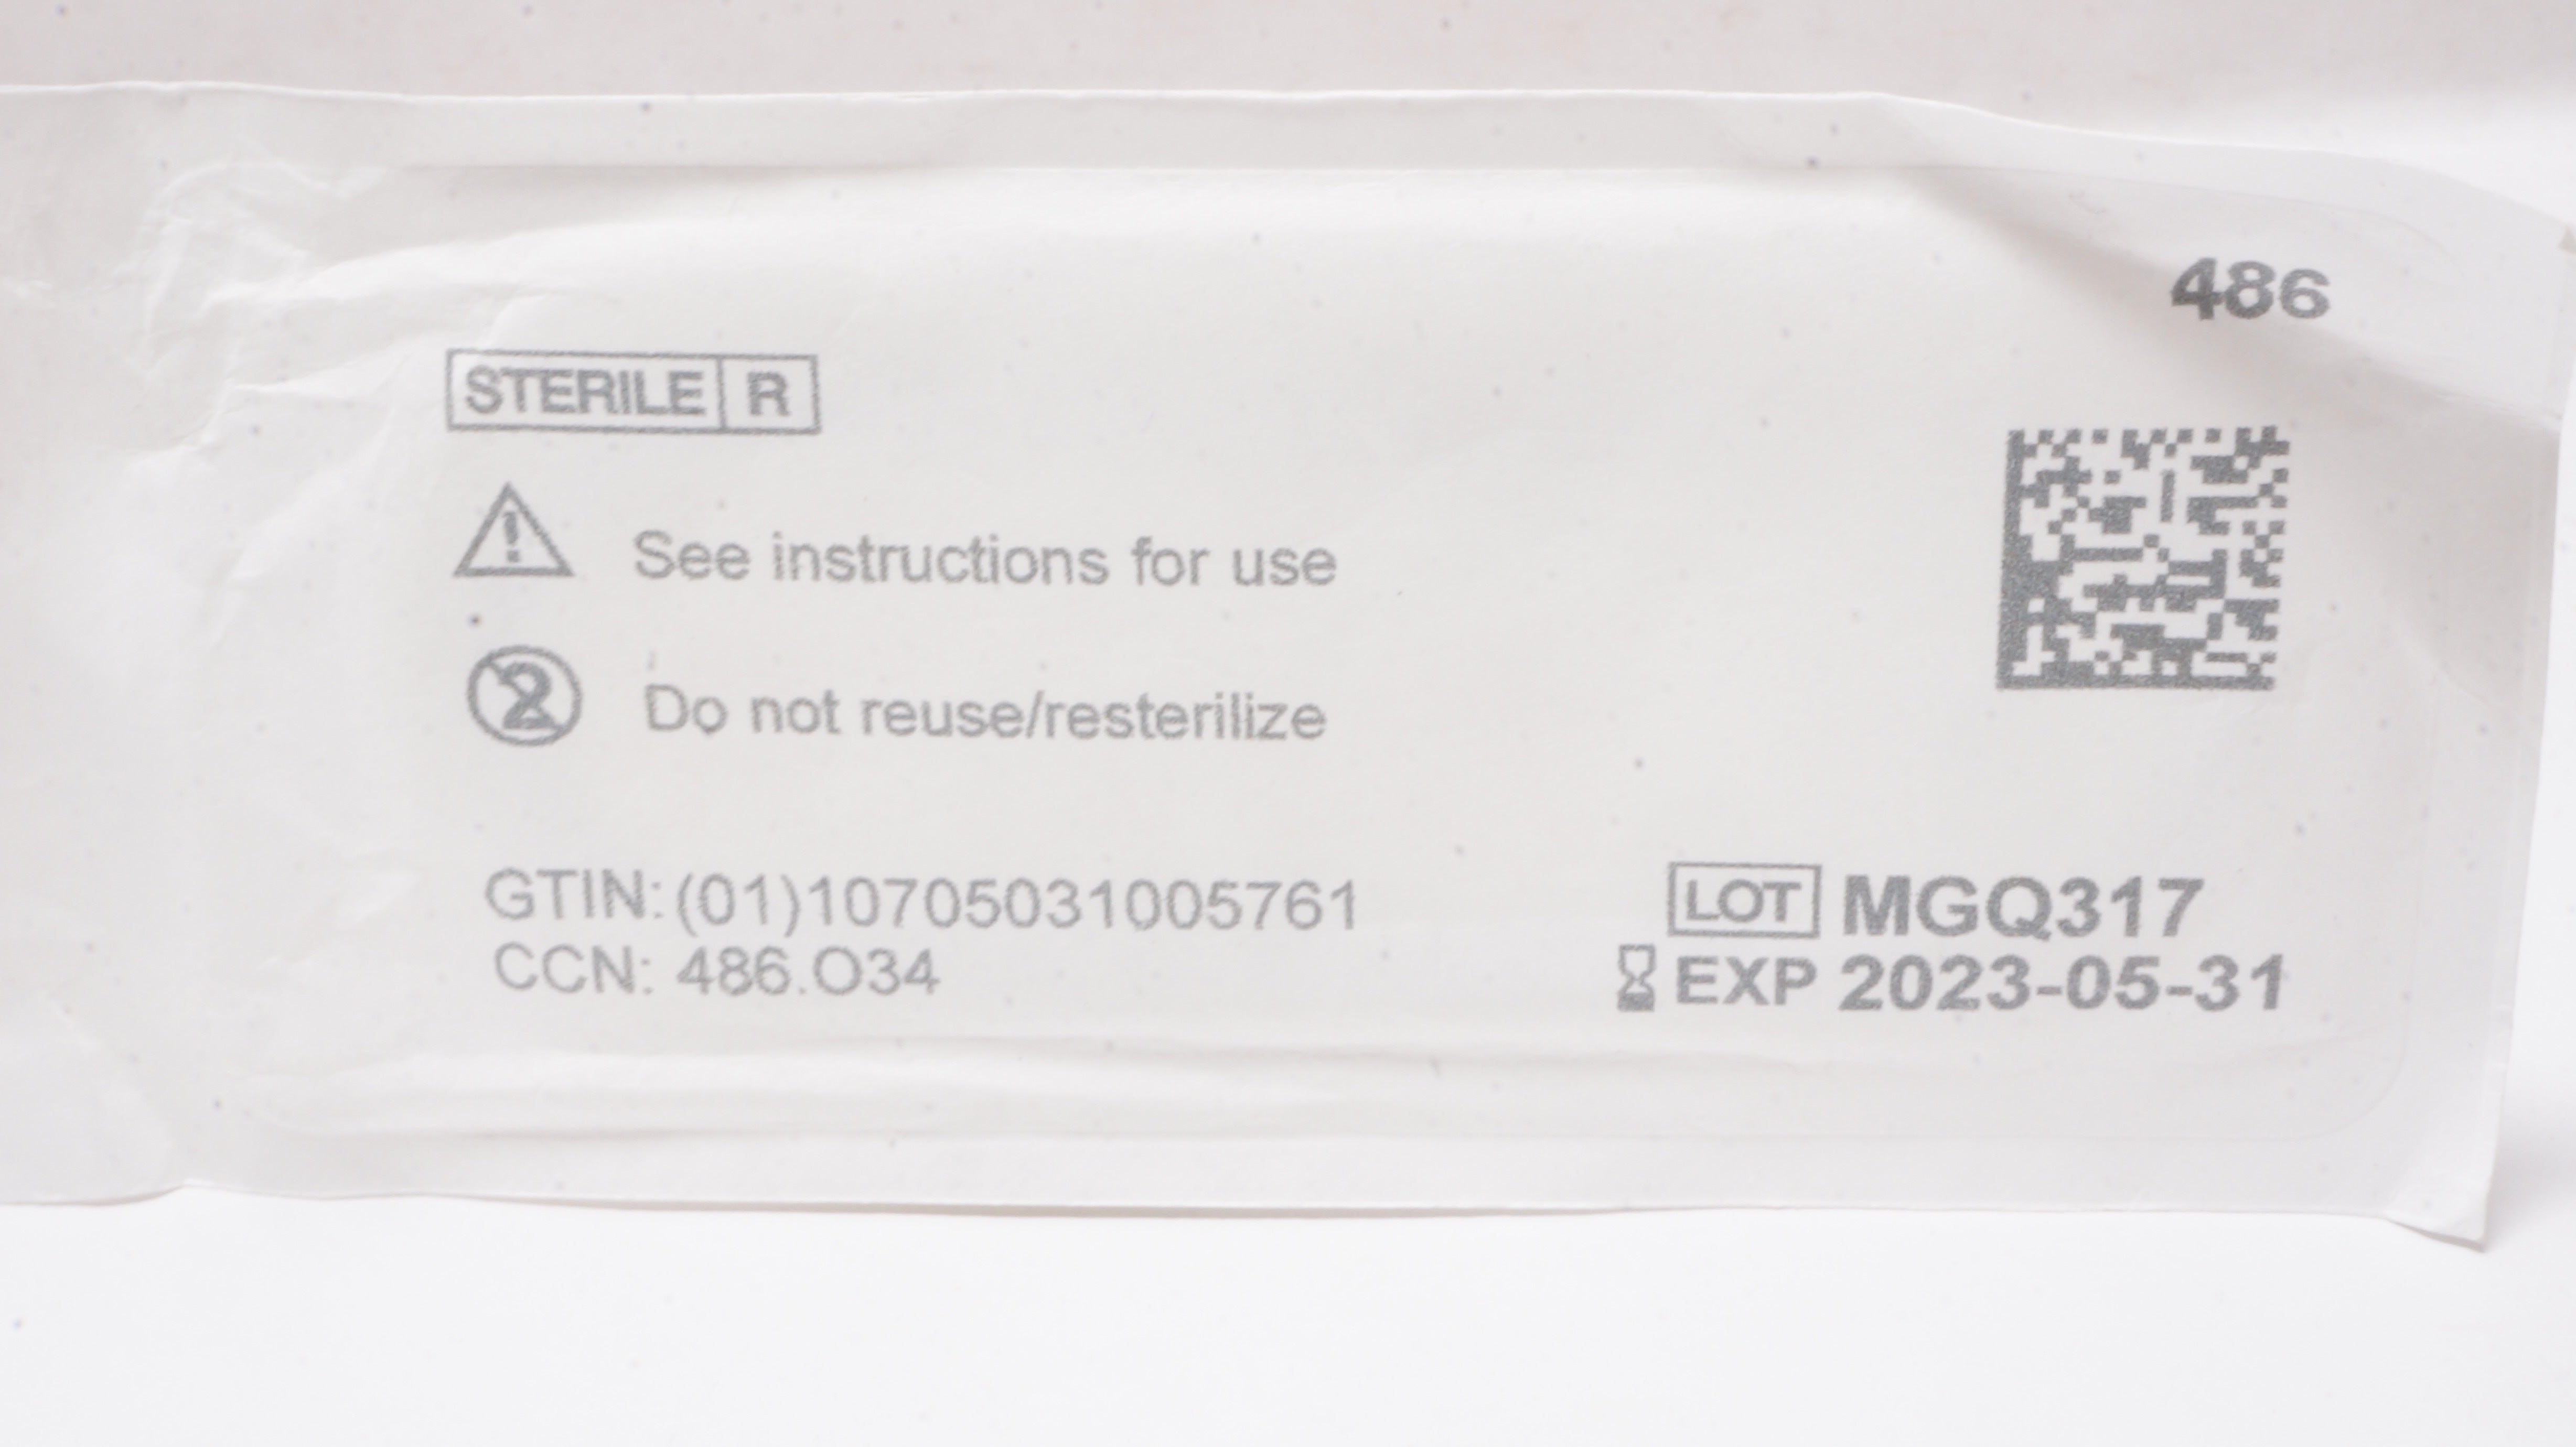 486
STERILE R
See instructions for use
2 Do not reuse/resterilize
GTIN: (01)10705031005761
CCN: 486.O34
LOT MGQ317
EXP 2023-05-31